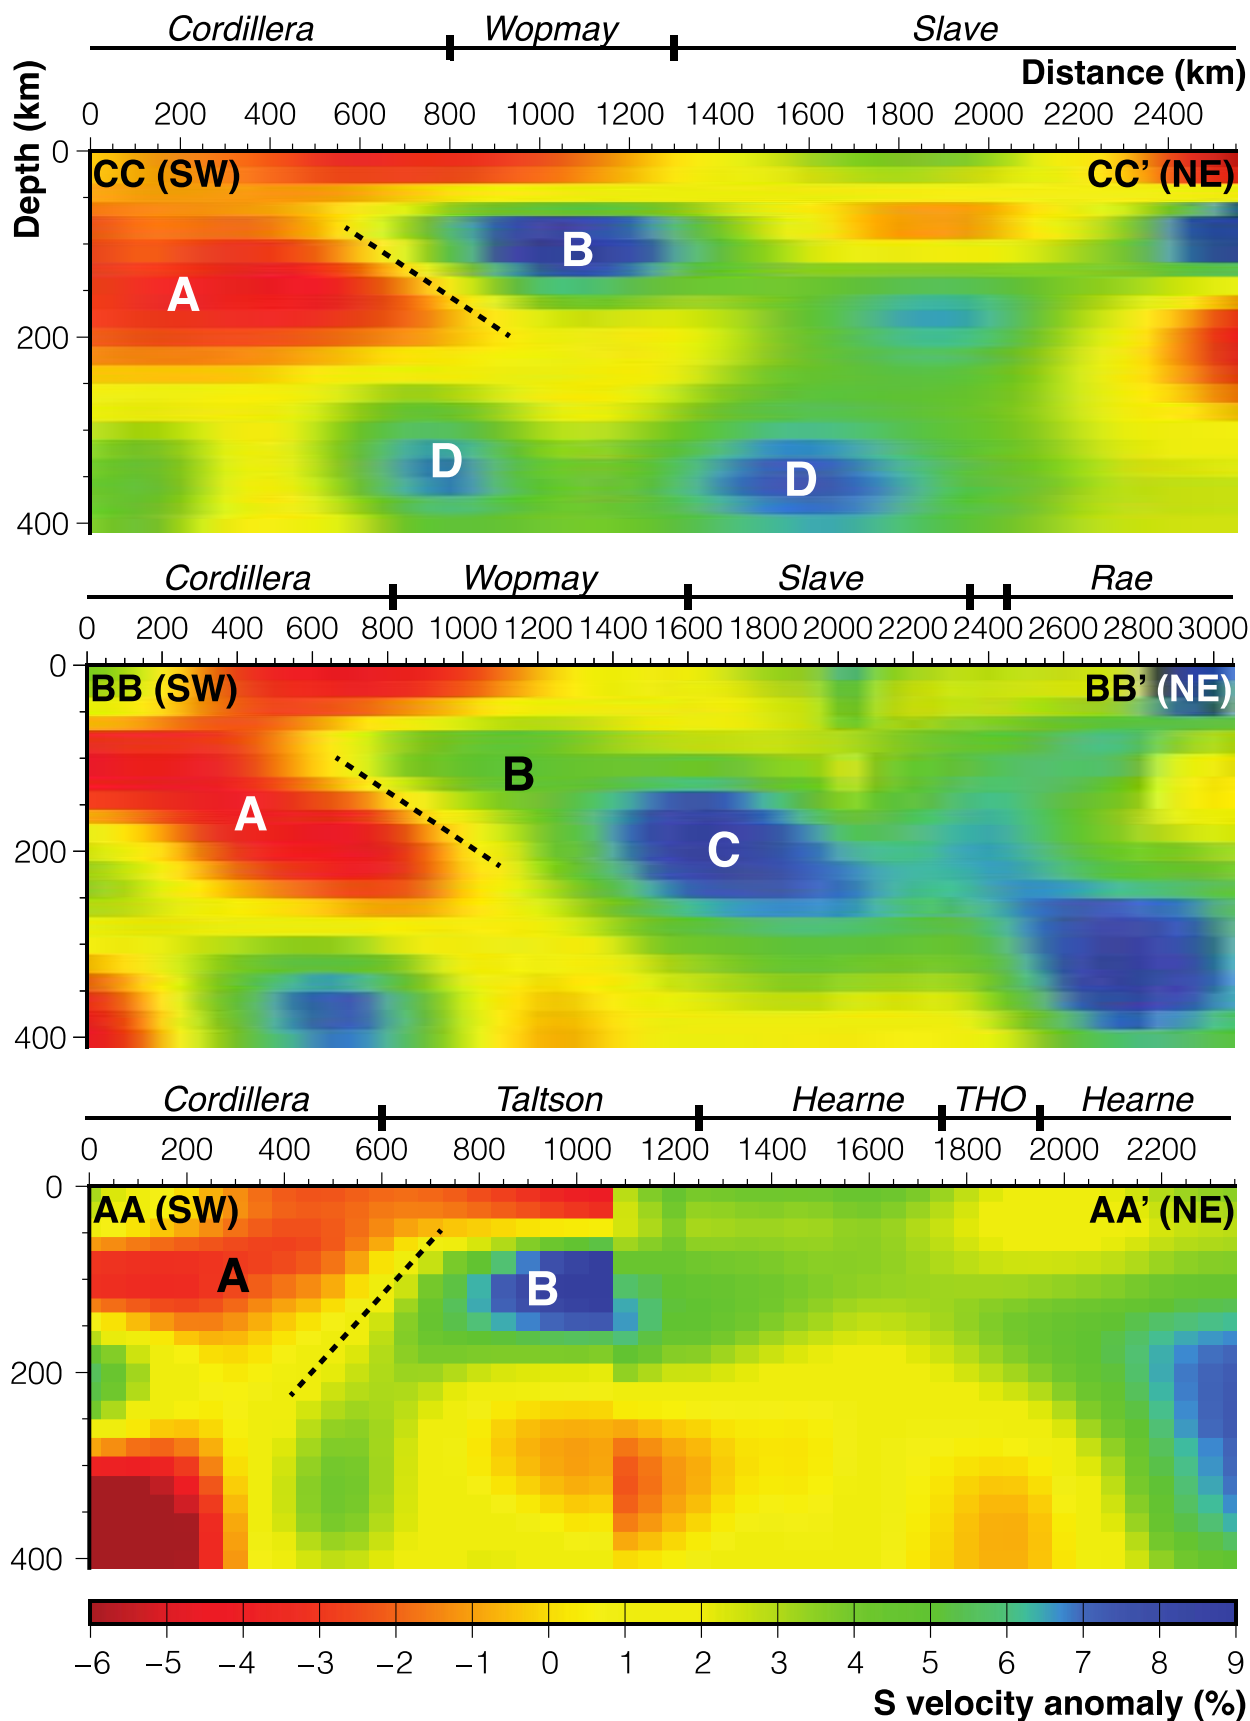 Cordillera Wopmay Slave
Distance (km)
0 200 400 600 800 1000 1200 1400 1600 1800 2000 2200 2400
Depth (km)
0
CC (SW) CC’ (NE)
B
A
200
D D
400
Cordillera Wopmay Slave Rae
0 200 400 600 800 1000 1200 1400 1600 1800 2000 2200 2400 2600 2800 3000
0
BB (SW) BB’ (NE)
B
A
C
200
400
Cordillera Taltson Hearne THO Hearne
0 200 400 600 800 1000 1200 1400 1600 1800 2000 2200
0
AA (SW) AA’ (NE)
A B
200
400
−6 −5 −4 −3 −2 −1 0 1 2 3 4 5 6 7 8 9
S velocity anomaly (%)